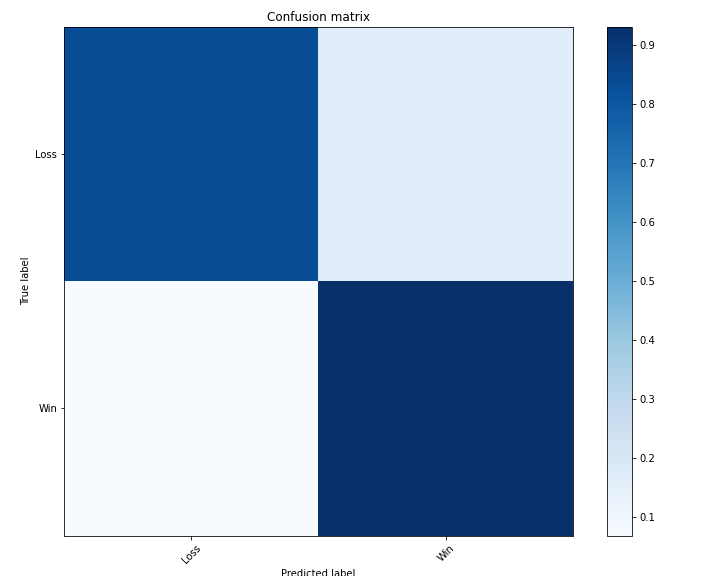 Confusion matrix
True label
Loss
Win
Loss
Win
Predicted label
0.9
0.8
0.7
0.6
0.5
0.4
0.3
0.2
0.1